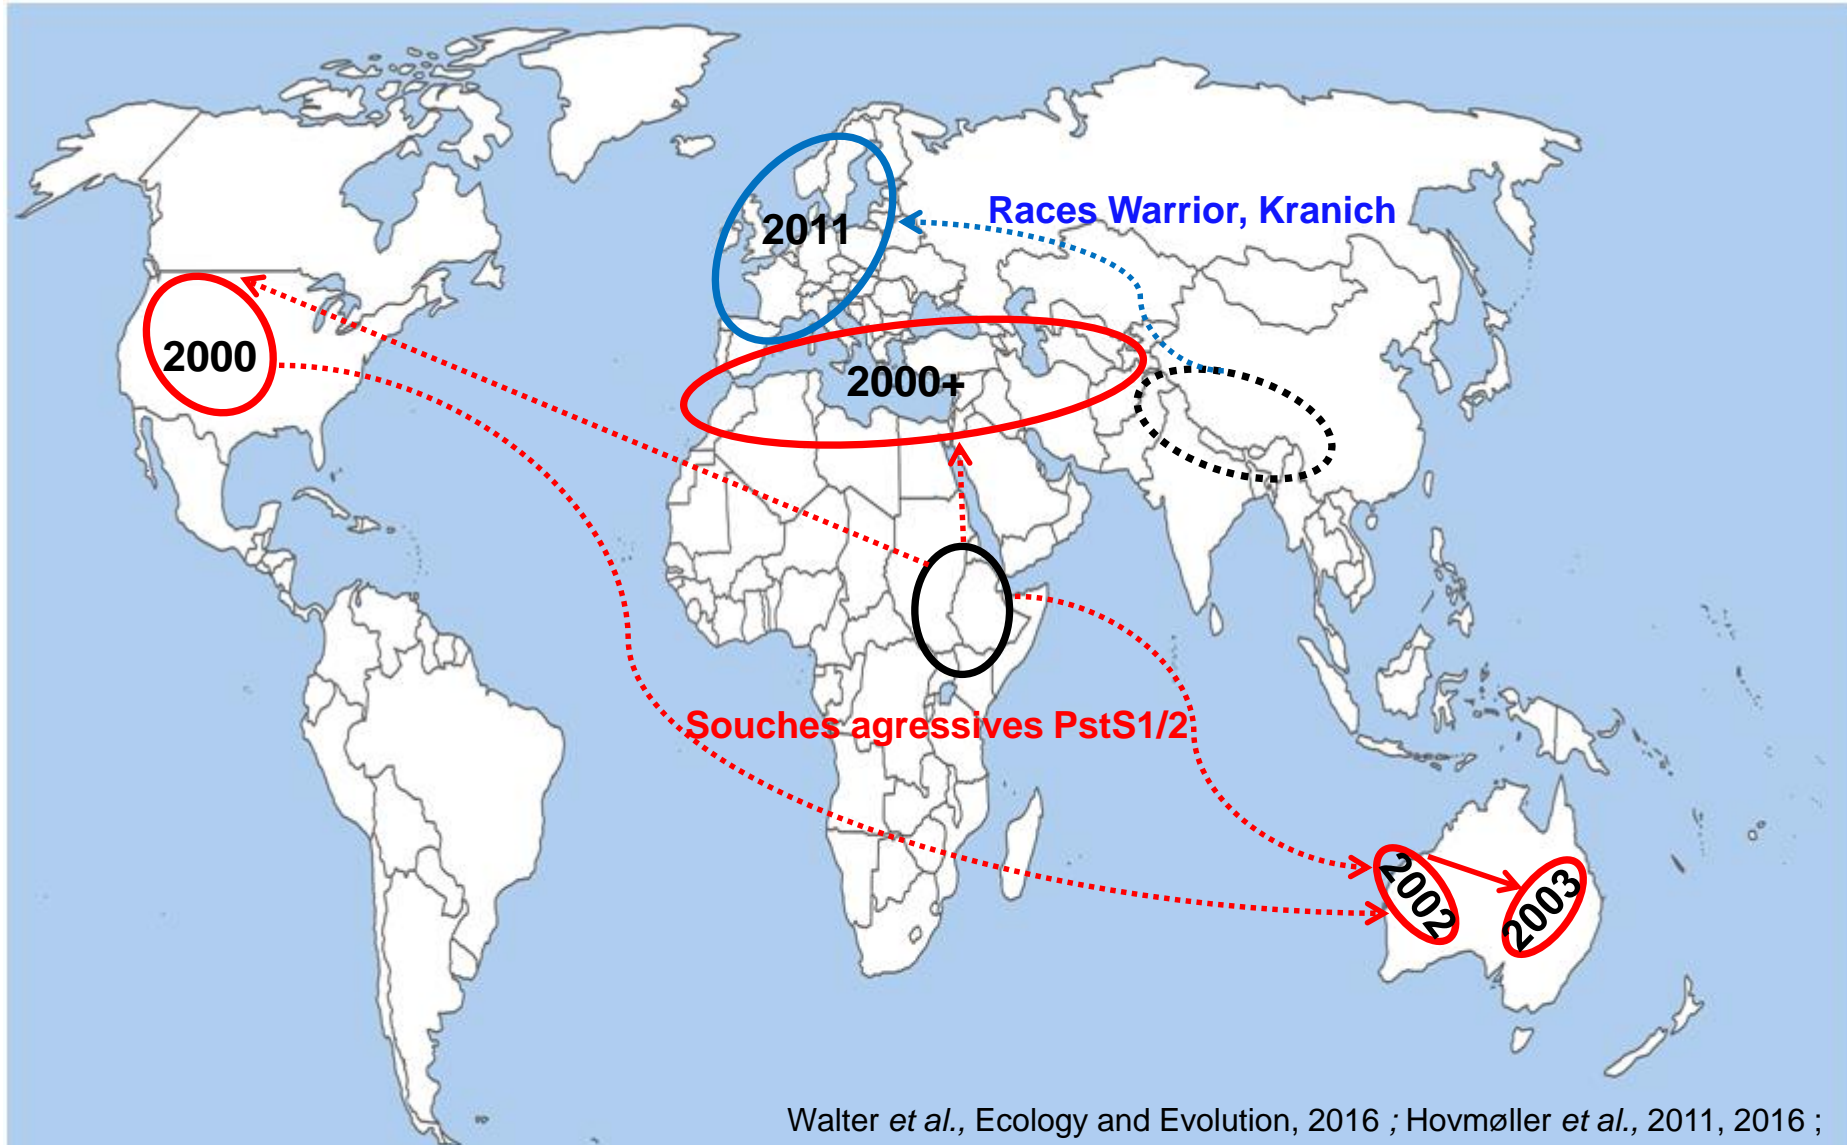 Races Warrior, Kranich
2011
2000
2000+
Souches agressives PstS1/2
2002
2003
Walter et al., Ecology and Evolution, 2016 ; Hovmøller et al., 2011, 2016 ;